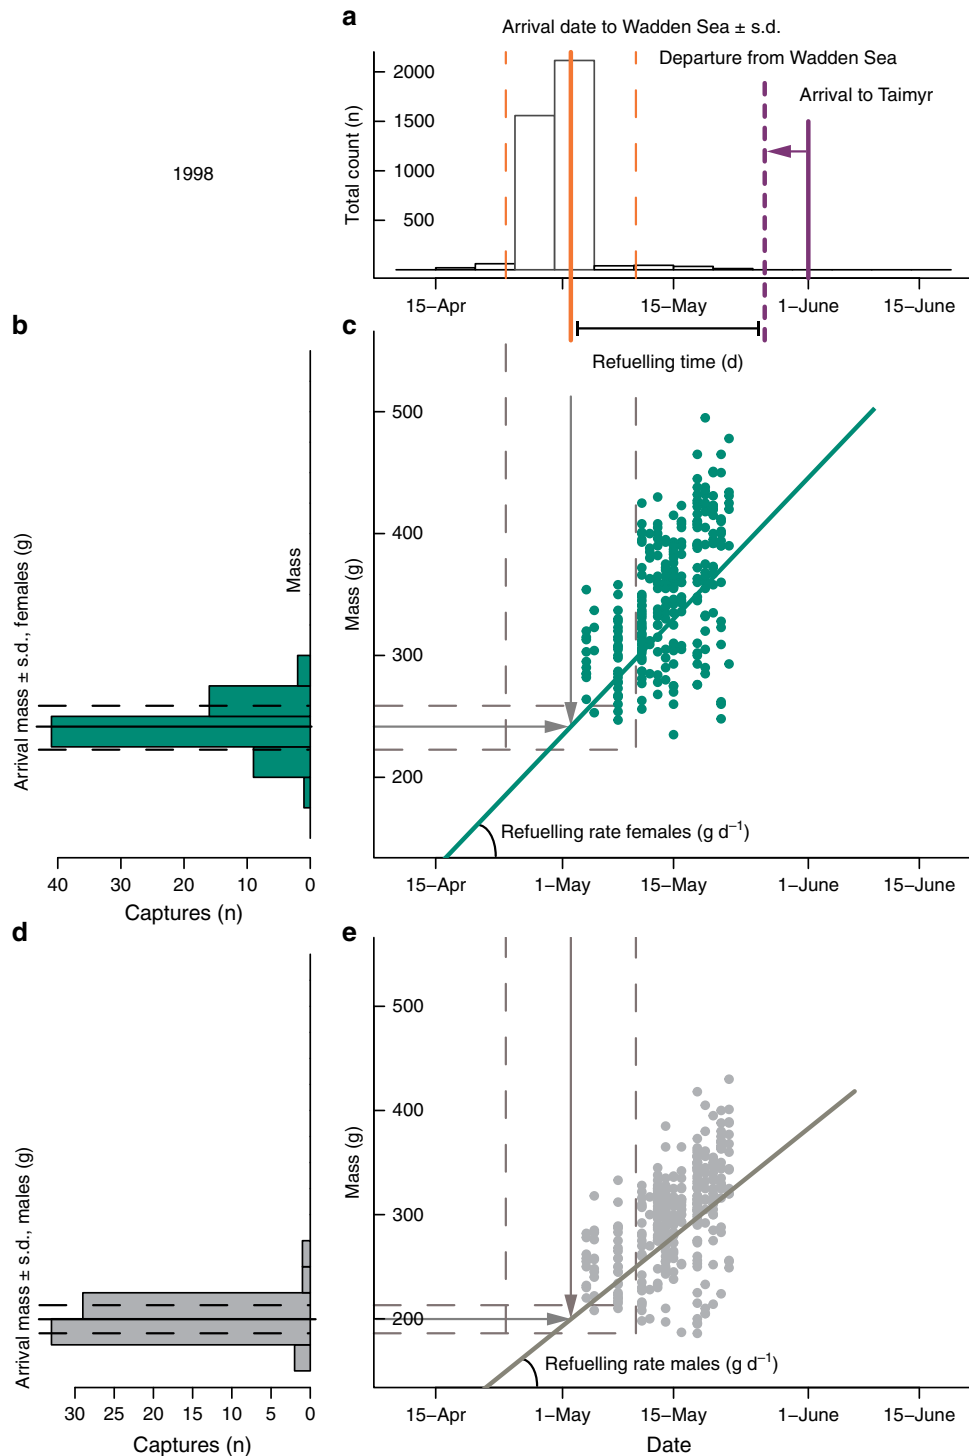 a
Arrival date to Wadden Sea ± s.d.
Departure from Wadden Sea
Arrival to Taimyr
1998
Total count (n)
2000
1500
1000
500
15–Apr
15–May
1–June
15–June
Refuelling time (d)
b
Arrival mass ± s.d., females (g)
Mass
40
30
20
10
0
Captures (n)
c
Mass (g)
500
400
300
200
Refuelling rate females (g d⁻¹)
15–Apr
1–May
15–May
1–June
15–June
d
Arrival mass ± s.d., males (g)
30
25
20
15
10
5
0
Captures (n)
e
Mass (g)
500
400
300
200
Refuelling rate males (g d⁻¹)
15–Apr
1–May
15–May
1–June
15–June
Date